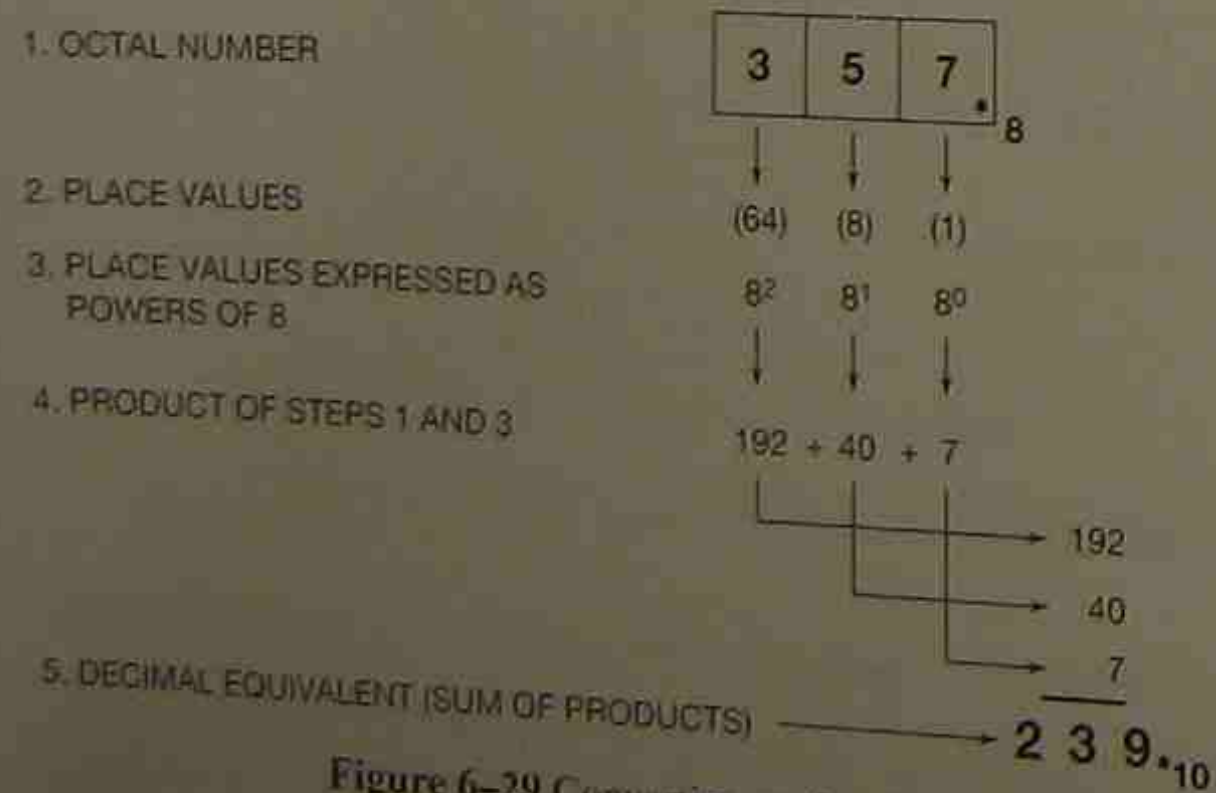 1. OCTAL NUMBER
3 5 7.8
2. PLACE VALUES
(64) (8) (1)
3. PLACE VALUES EXPRESSED AS
POWERS OF 8
8² 8¹ 8⁰
4. PRODUCT OF STEPS 1 AND 3
192 + 40 + 7
192
40
7
5. DECIMAL EQUIVALENT (SUM OF PRODUCTS)
2 3 9.10
Figure 6–29